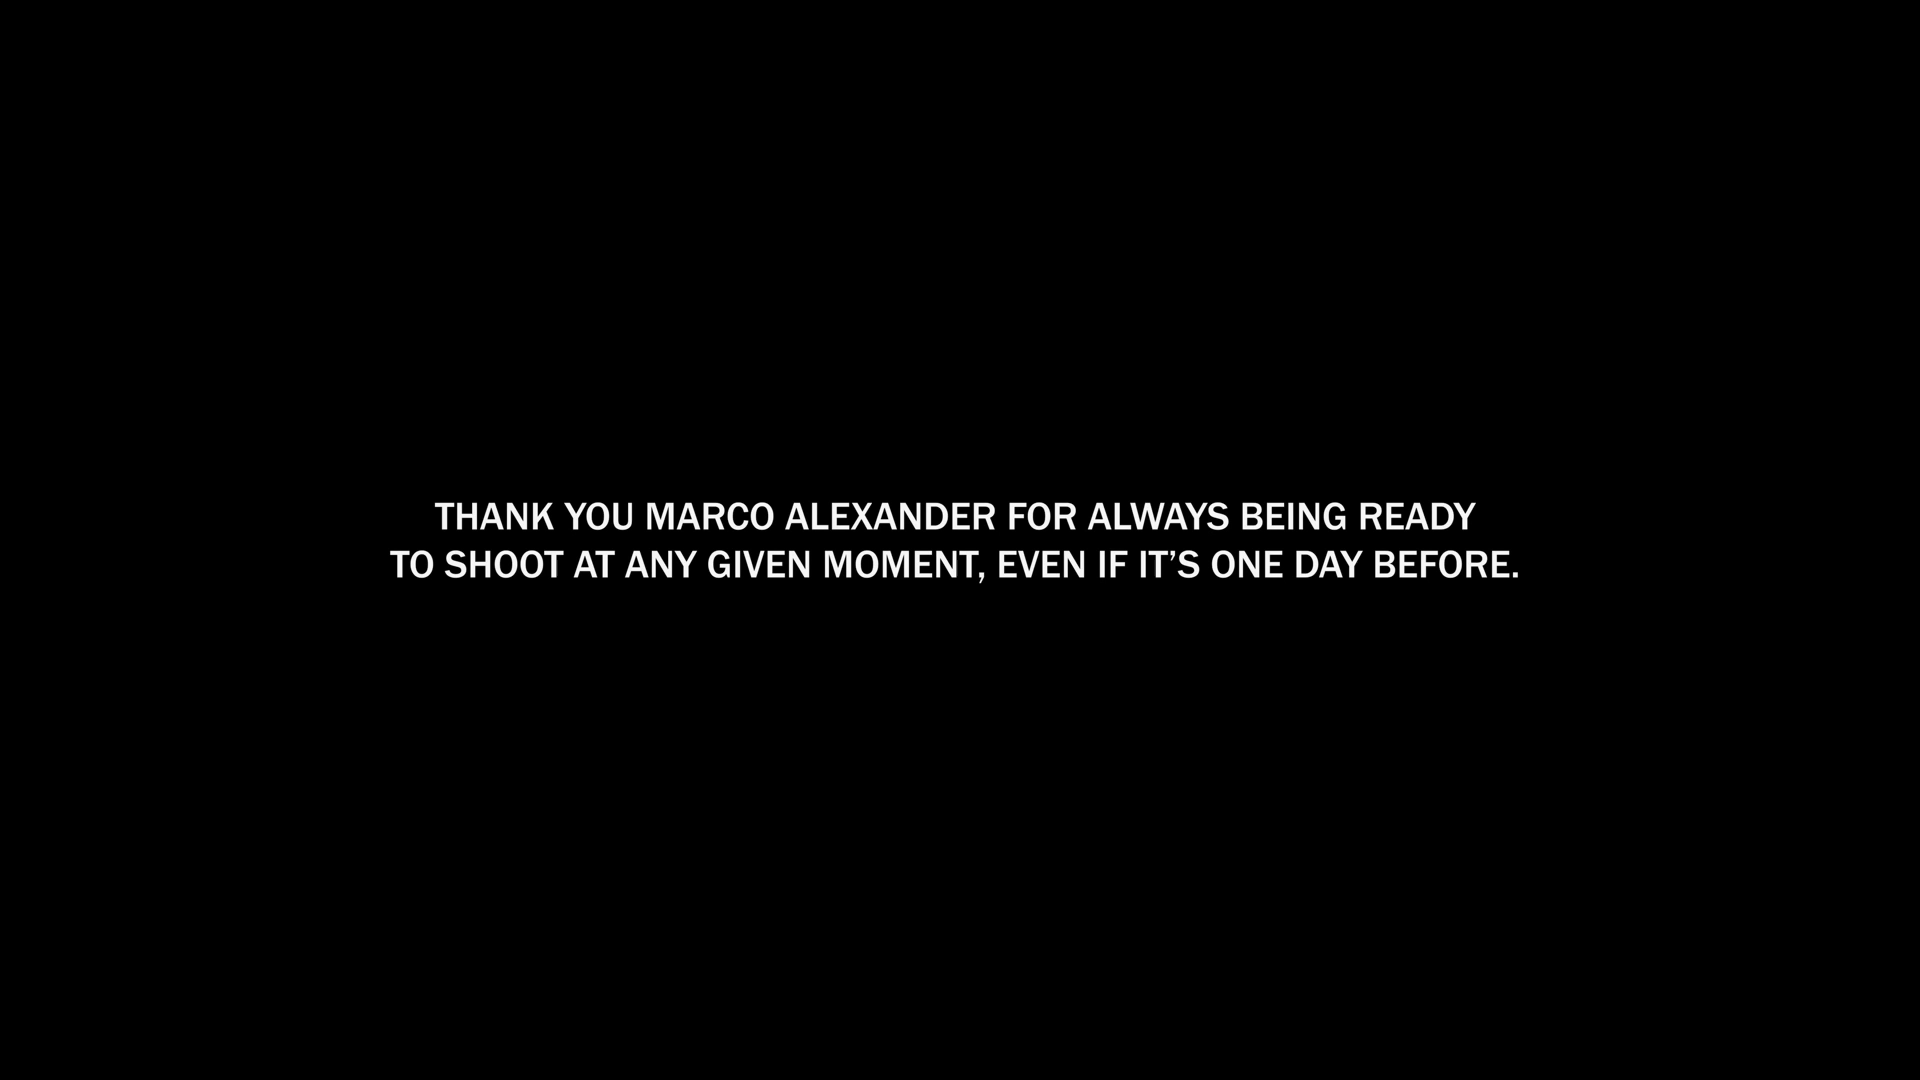 THANK YOU MARCO ALEXANDER FOR ALWAYS BEING READY
TO SHOOT AT ANY GIVEN MOMENT, EVEN IF IT’S ONE DAY BEFORE.